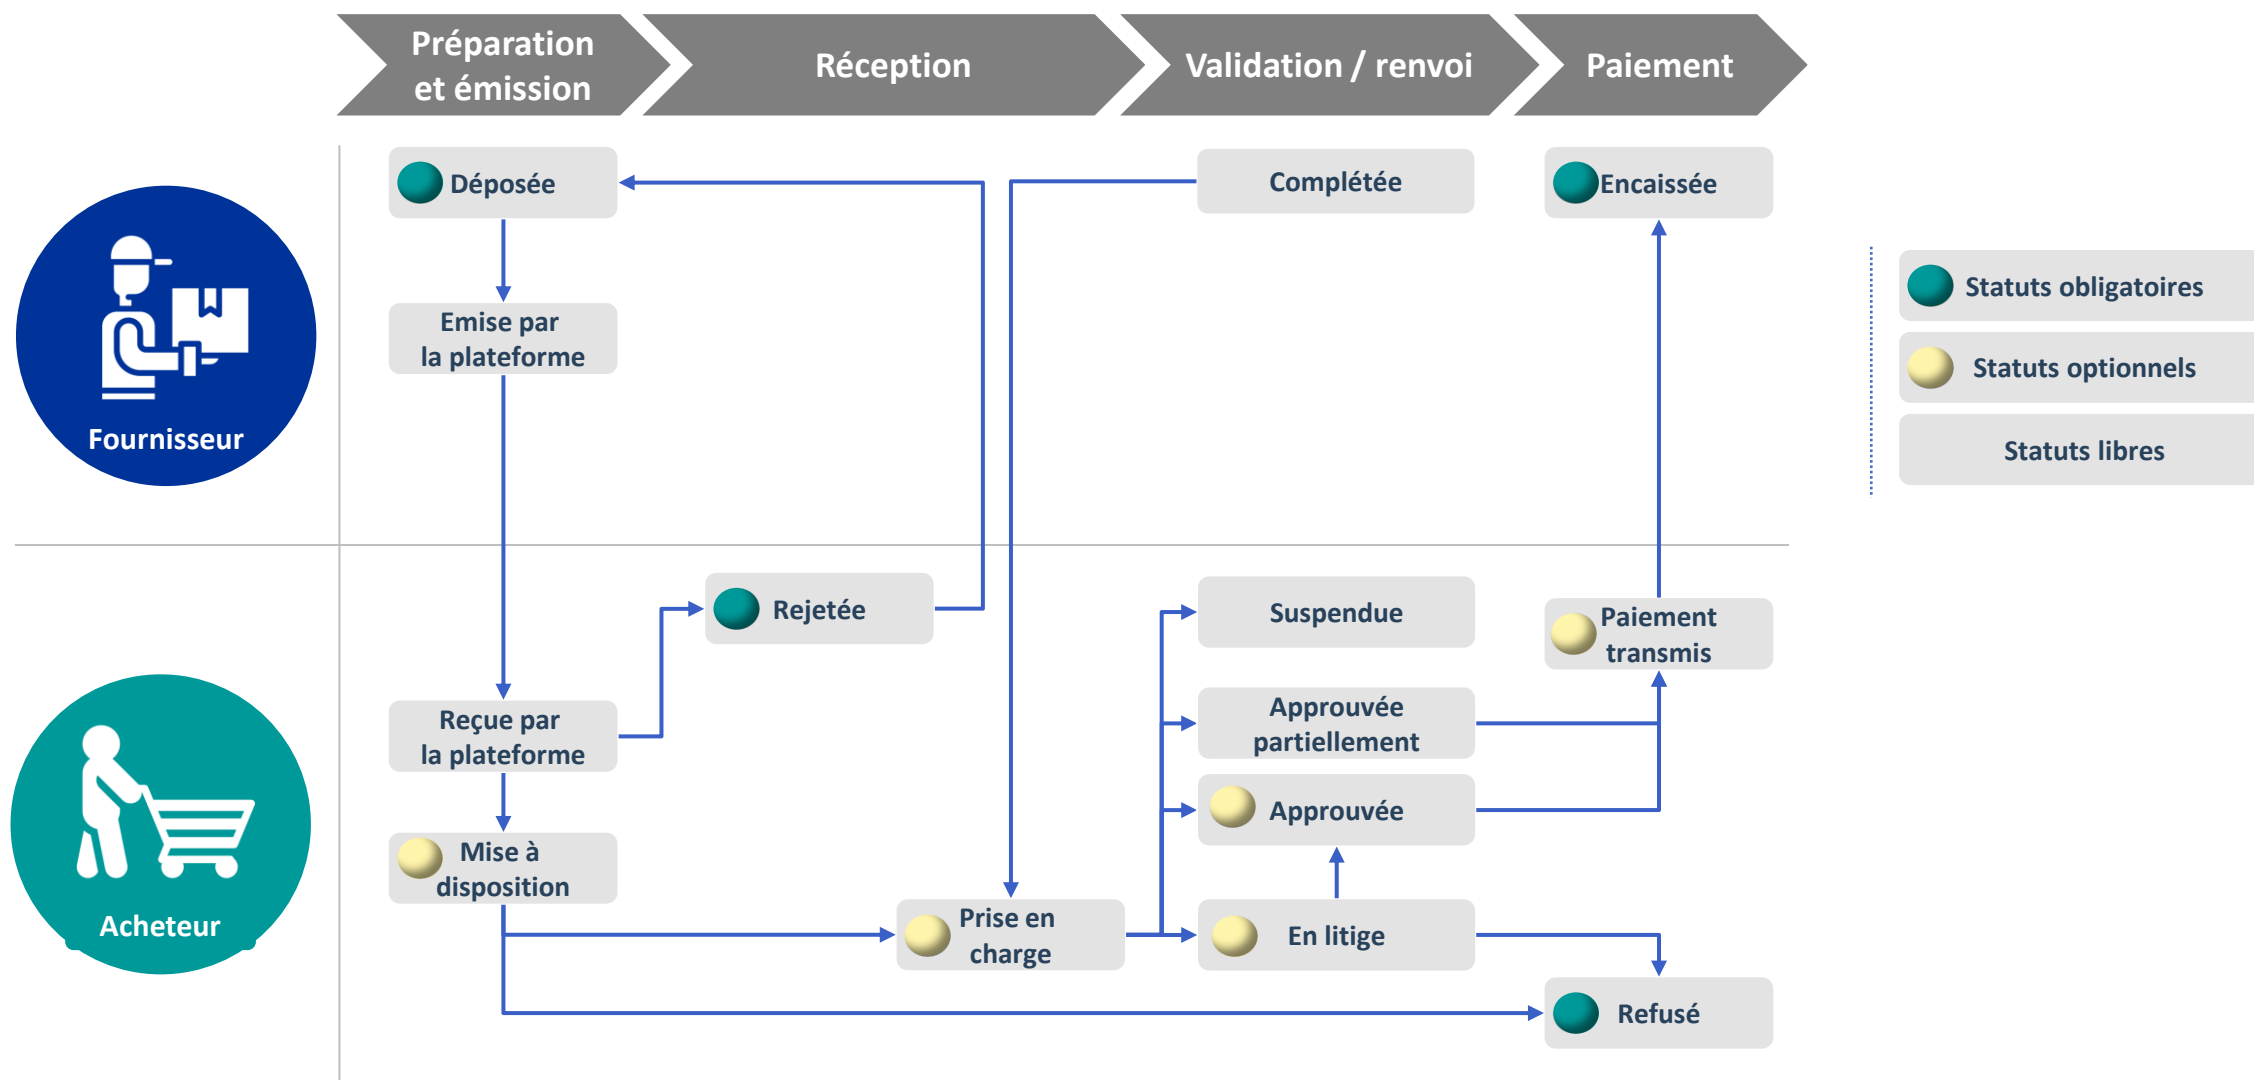 Préparation
et émission
Réception
Validation / renvoi
Paiement
Déposée
Complétée
Encaissée
Emise par
la plateforme
Fournisseur
Statuts obligatoires
Statuts optionnels
Statuts libres
Rejetée
Suspendue
Paiement
transmis
Reçue par
la plateforme
Approuvée
partiellement
Approuvée
Mise à
disposition
Acheteur
Prise en
charge
En litige
Refusé